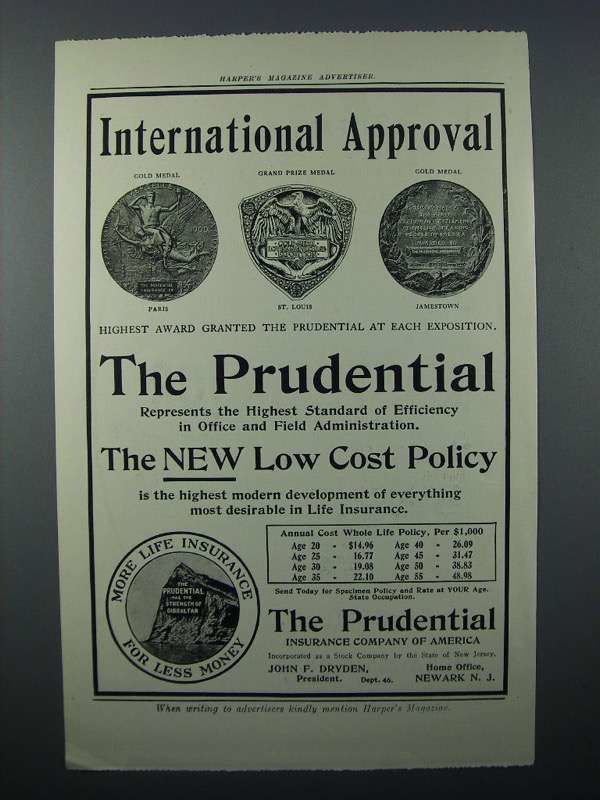 HARPER'S MAGAZINE ADVERTISER.
International Approval
GOLD MEDAL
GRAND PRIZE MEDAL
GOLD MEDAL
PARIS
ST. LOUIS
JAMESTOWN
HIGHEST AWARD GRANTED THE PRUDENTIAL AT EACH EXPOSITION.
The Prudential
Represents the Highest Standard of Efficiency
in Office and Field Administration.
The NEW Low Cost Policy
is the highest modern development of everything
most desirable in Life Insurance.
MORE LIFE INSURANCE
FOR LESS MONEY
THE
PRUDENTIAL
HAS THE
STRENGTH OF
GIBRALTAR
Annual Cost Whole Life Policy, Per $1,000
Age 20 - $14.96 Age 40 - 26.09
Age 25 - 16.77 Age 45 - 31.47
Age 30 - 19.08 Age 50 - 38.83
Age 35 - 22.10 Age 55 - 48.98
Send Today for Specimen Policy and Rate at YOUR Age.
State Occupation.
The Prudential
INSURANCE COMPANY OF AMERICA
Incorporated as a Stock Company by the State of New Jersey.
JOHN F. DRYDEN,
President.
Dept. 46.
Home Office,
NEWARK N. J.
When writing to advertisers kindly mention Harper's Magazine.